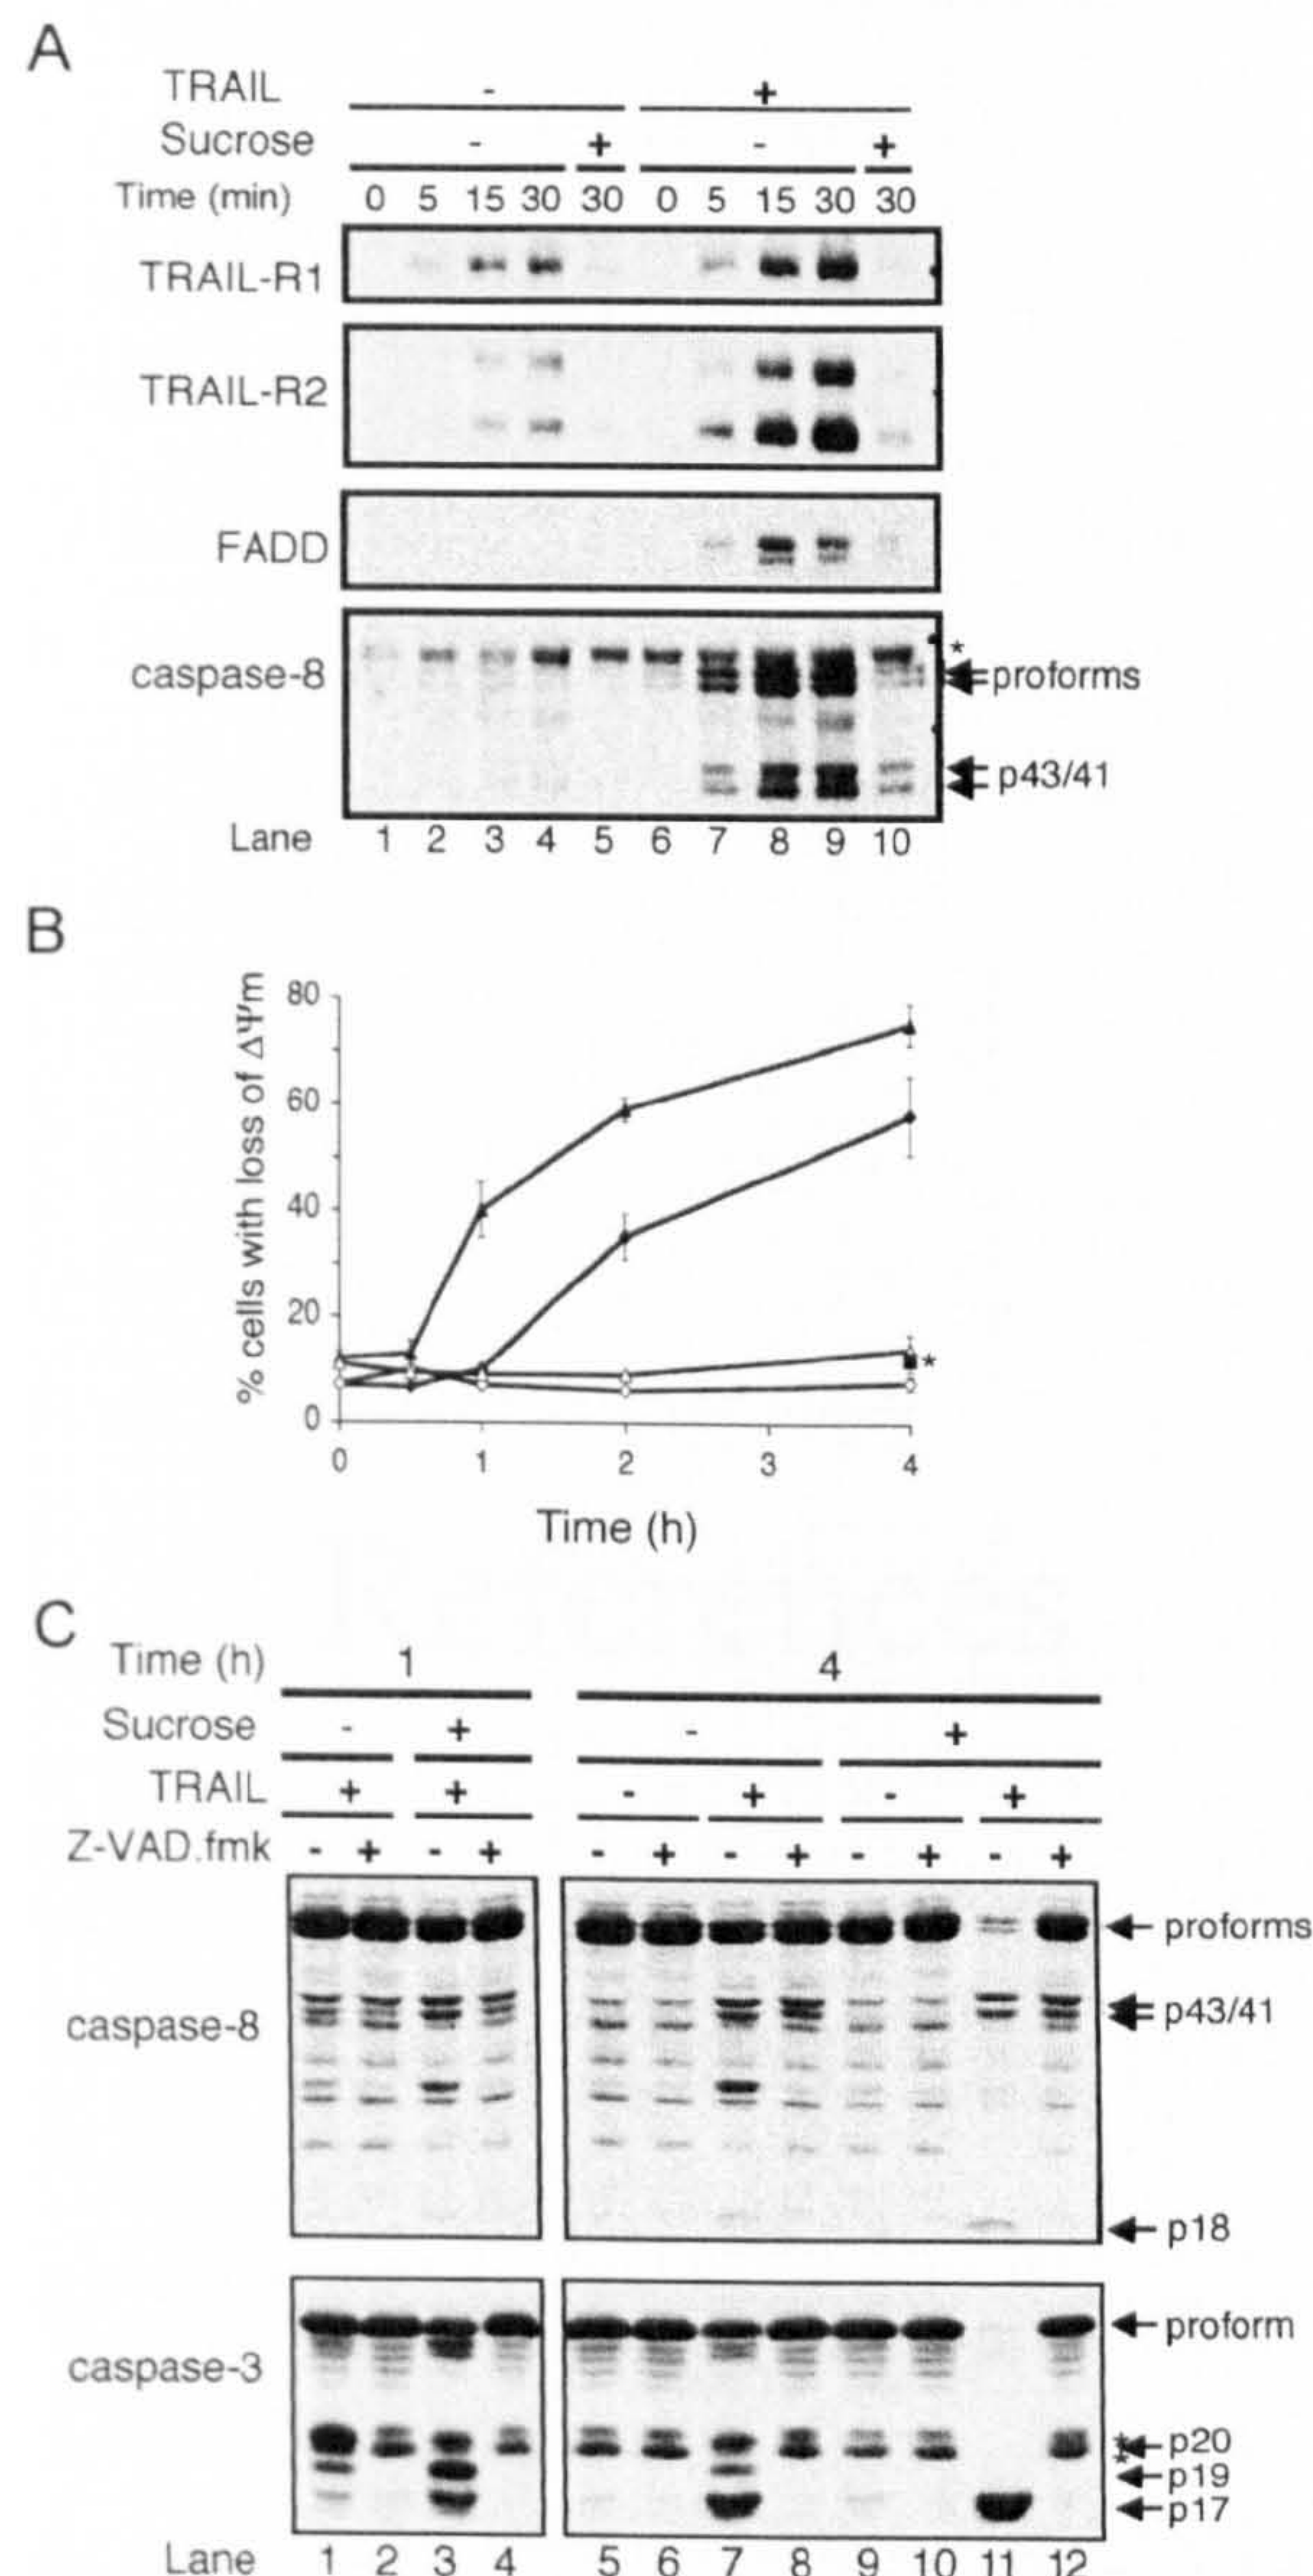 A
TRAIL - +
Sucrose - + - +
Time (min) 0 5 15 30 30 0 5 15 30 30
TRAIL-R1
TRAIL-R2
FADD
caspase-8
*
proforms
p43/41
Lane 1 2 3 4 5 6 7 8 9 10
B
% cells with loss of ΔΨm
80
60
40
20
0
*
0 1 2 3 4
Time (h)
C
Time (h) 1 4
Sucrose - + - +
TRAIL + + - + - +
Z-VAD.fmk - + - + - + - + - + - +
proforms
caspase-8
p43/41
p18
proform
caspase-3
* p20
*
p19
p17
Lane 1 2 3 4 5 6 7 8 9 10 11 12